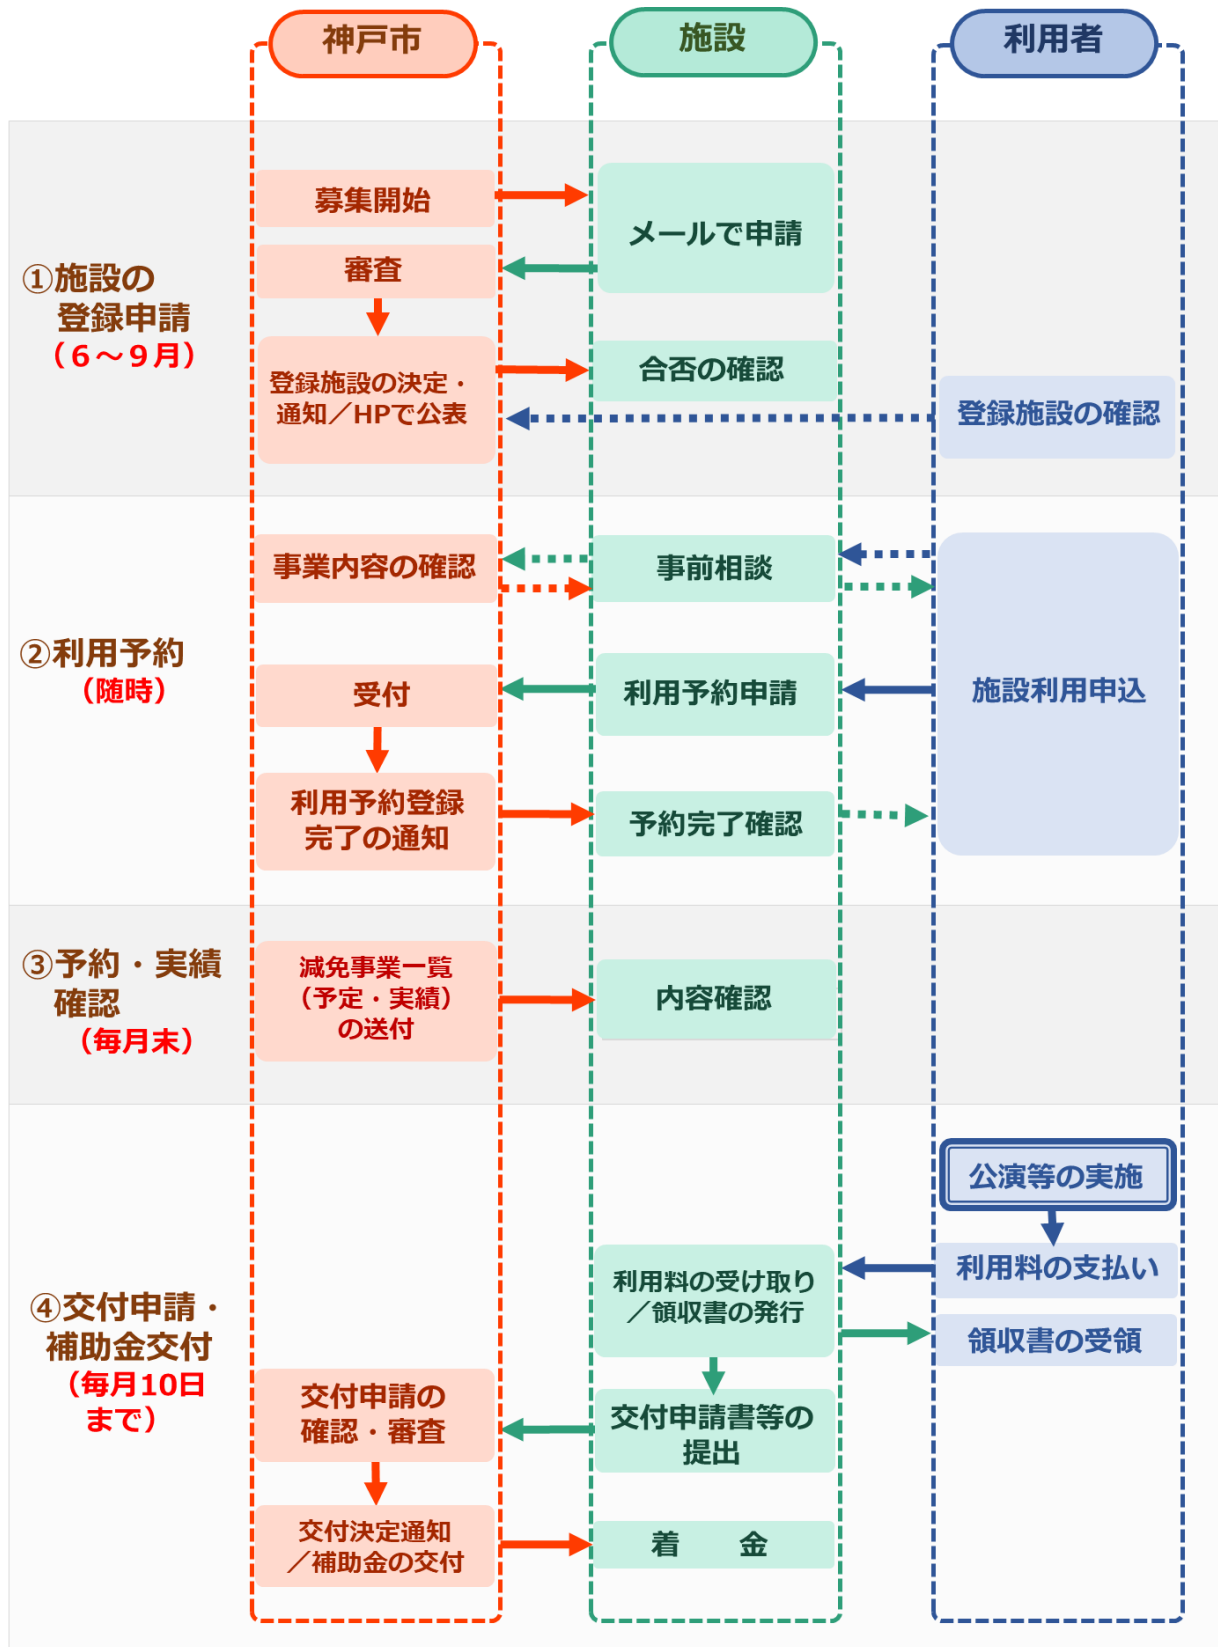 神戸市
施設
利用者
①施設の
登録申請
（６～９月）
募集開始
メールで申請
審査
登録施設の決定・
通知／HPで公表
合否の確認
登録施設の確認
②利用予約
（随時）
事業内容の確認
事前相談
施設利用申込
受付
利用予約申請
利用予約登録
完了の通知
予約完了確認
③予約・実績
確認
（毎月末）
減免事業一覧
（予定・実績）
の送付
内容確認
④交付申請・
補助金交付
（毎月10日
まで）
公演等の実施
利用料の支払い
利用料の受け取り
／領収書の発行
領収書の受領
交付申請の
確認・審査
交付申請書等の
提出
交付決定通知
／補助金の交付
着　　金